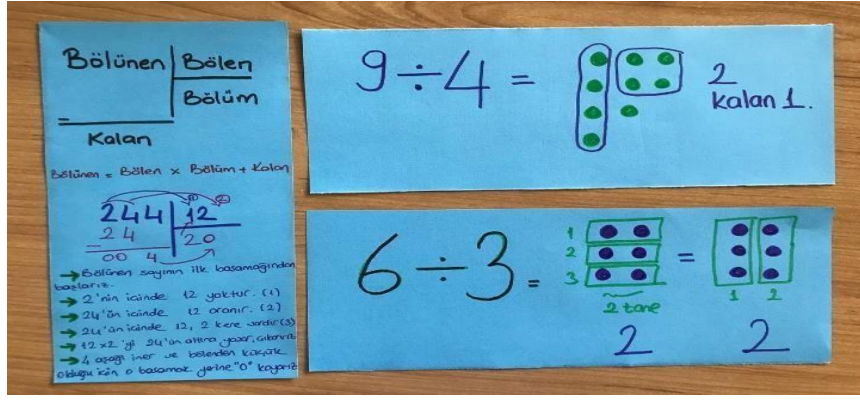 Bölünen Bölen
Bölüm
Kalan
Bölünen = Bölen x Bölüm + Kalan
244 12
24 20
00 4
→ Bölünen sayının ilk basamağından
başlarız.
→ 2'nin içinde 12 yoktur. (1)
→ 24'ün içinde 12 aranır. (2)
→ 24'ün içinde 12, 2 kere vardır (3)
→ 12x2'yi 24'ün altına yazar, çıkarırız
→ 4 aşağı iner ve bölenden küçük
olduğu için o basamak yerine "0" koyarız
9÷4 = 2
kalan 1.
6÷3 = =
1
2
3
1 2
2 tane
2 2